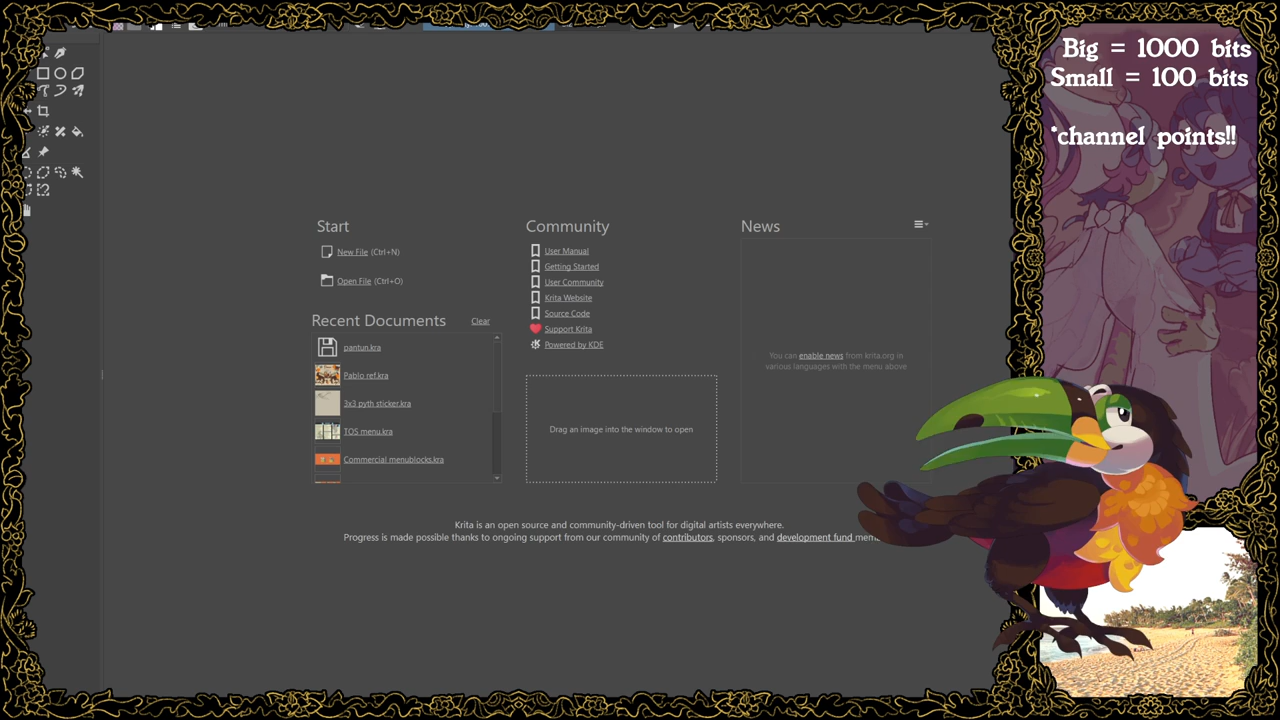 Big = 1000 bits
Small = 100 bits
*channel points!!
Start
New File (Ctrl+N)
Open File (Ctrl+O)
Recent Documents
Clear
pantun.kra
Pablo ref.kra
3x3 pyth sticker.kra
TOS menu.kra
Commercial menublocks.kra
Community
User Manual
Getting Started
User Community
Krita Website
Source Code
Support Krita
Powered by KDE
Drag an image into the window to open
News
You can enable news from krita.org in
various languages with the menu above
Krita is an open source and community-driven tool for digital artists everywhere.
Progress is made possible thanks to ongoing support from our community of contributors, sponsors, and development fund